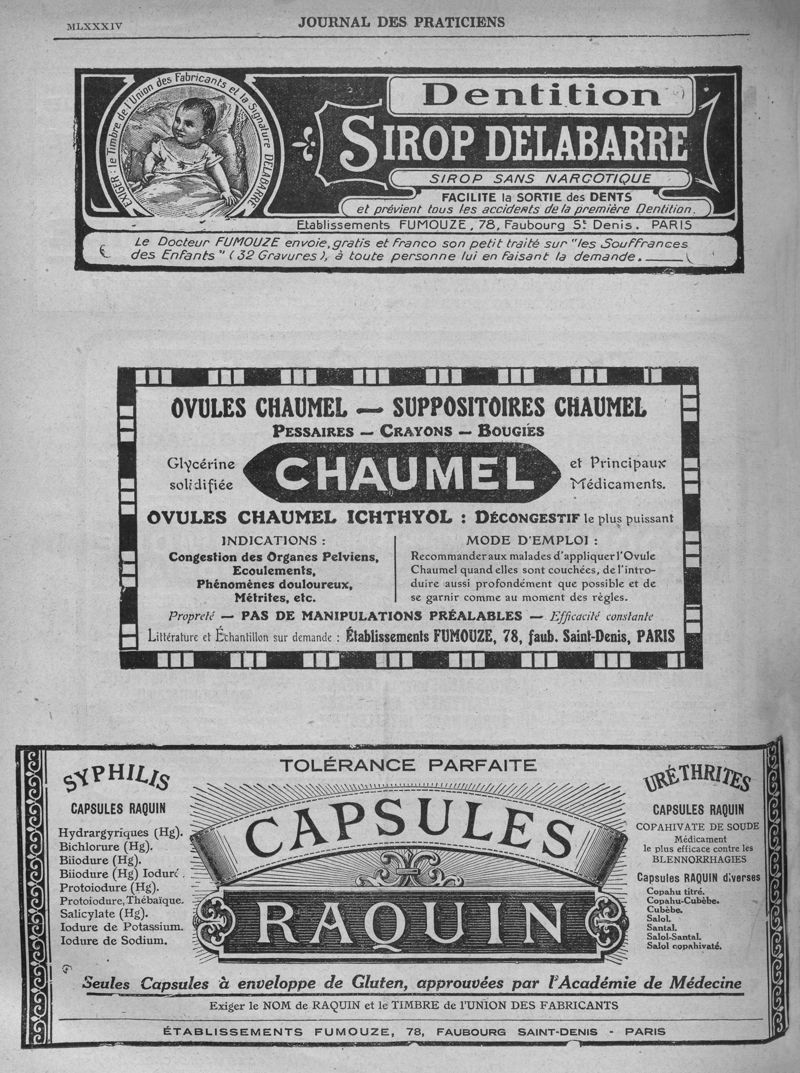 MLXXXIV
JOURNAL DES PRATICIENS
EXIGER: le Timbre de l'Union des Fabricants et la Signature DELABARRE
Dentition
SIROP DELABARRE
SIROP SANS NARCOTIQUE
FACILITE la SORTIE des DENTS
et prévient tous les accidents de la première Dentition.
Etablissements FUMOUZE, 78, Faubourg St Denis. PARIS
Le Docteur FUMOUZE envoie, gratis et franco son petit traité sur "les Souffrances
des Enfants" (32 Gravures), à toute personne lui en faisant la demande.
OVULES CHAUMEL — SUPPOSITOIRES CHAUMEL
PESSAIRES — CRAYONS — BOUGIES
Glycérine
solidifiée
CHAUMEL
et Principaux
Médicaments.
OVULES CHAUMEL ICHTHYOL : DÉCONGESTIF le plus puissant
INDICATIONS :
Congestion des Organes Pelviens,
Ecoulements,
Phénomènes douloureux,
Métrites, etc.
MODE D'EMPLOI :
Recommander aux malades d'appliquer l'Ovule
Chaumel quand elles sont couchées, de l'intro-
duire aussi profondément que possible et de
se garnir comme au moment des règles.
Propreté — PAS DE MANIPULATIONS PRÉALABLES — Efficacité constante
Littérature et Échantillon sur demande : Établissements FUMOUZE, 78, faub. Saint-Denis, PARIS
TOLÉRANCE PARFAITE
SYPHILIS
CAPSULES RAQUIN
Hydrargyriques (Hg).
Bichlorure (Hg).
Biiodure (Hg).
Biiodure (Hg) Ioduré.
Protoiodure (Hg).
Protoiodure, Thébaïque.
Salicylate (Hg).
Iodure de Potassium.
Iodure de Sodium.
CAPSULES
RAQUIN
URÉTHRITES
CAPSULES RAQUIN
COPAHIVATE DE SOUDE
Médicament
le plus efficace contre les
BLENNORRHAGIES
Capsules RAQUIN diverses
Copahu titré.
Copahu-Cubèbe.
Cubèbe.
Salol.
Santal.
Salol-Santal.
Salol copahivaté.
Seules Capsules à enveloppe de Gluten, approuvées par l'Académie de Médecine
Exiger le NOM de RAQUIN et le TIMBRE de l'UNION DES FABRICANTS
ÉTABLISSEMENTS FUMOUZE, 78, FAUBOURG SAINT-DENIS - PARIS